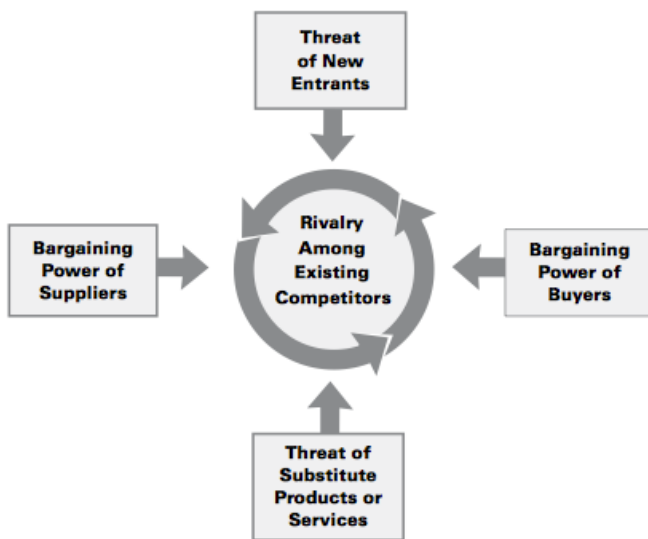 Threat
of New
Entrants
Bargaining
Power of
Suppliers
Rivalry
Among
Existing
Competitors
Bargaining
Power of
Buyers
Threat of
Substitute
Products or
Services